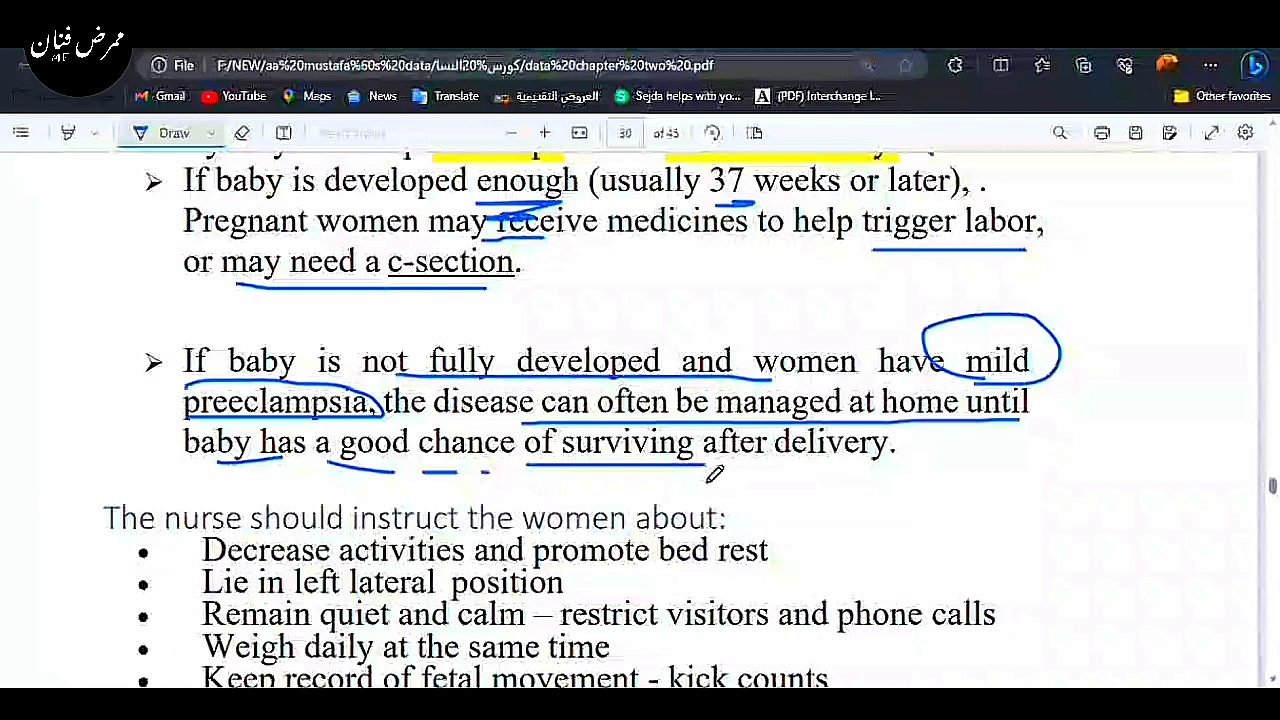 ممرض فنان
MF
File F:/NEW/aa%20mustafa%60s%20data/كورس%20النسا/data%20chapter%20two%20.pdf
Gmail YouTube Maps News Translate العروض التقديمية Sejda helps with yo... (PDF) Interchange I... Other favorites
Draw 30 of 45
➢ If baby is developed enough (usually 37 weeks or later), .
Pregnant women may receive medicines to help trigger labor,
or may need a c-section.
➢ If baby is not fully developed and women have mild
preeclampsia, the disease can often be managed at home until
baby has a good chance of surviving after delivery.
The nurse should instruct the women about:
• Decrease activities and promote bed rest
• Lie in left lateral position
• Remain quiet and calm – restrict visitors and phone calls
• Weigh daily at the same time
• Keep record of fetal movement - kick counts